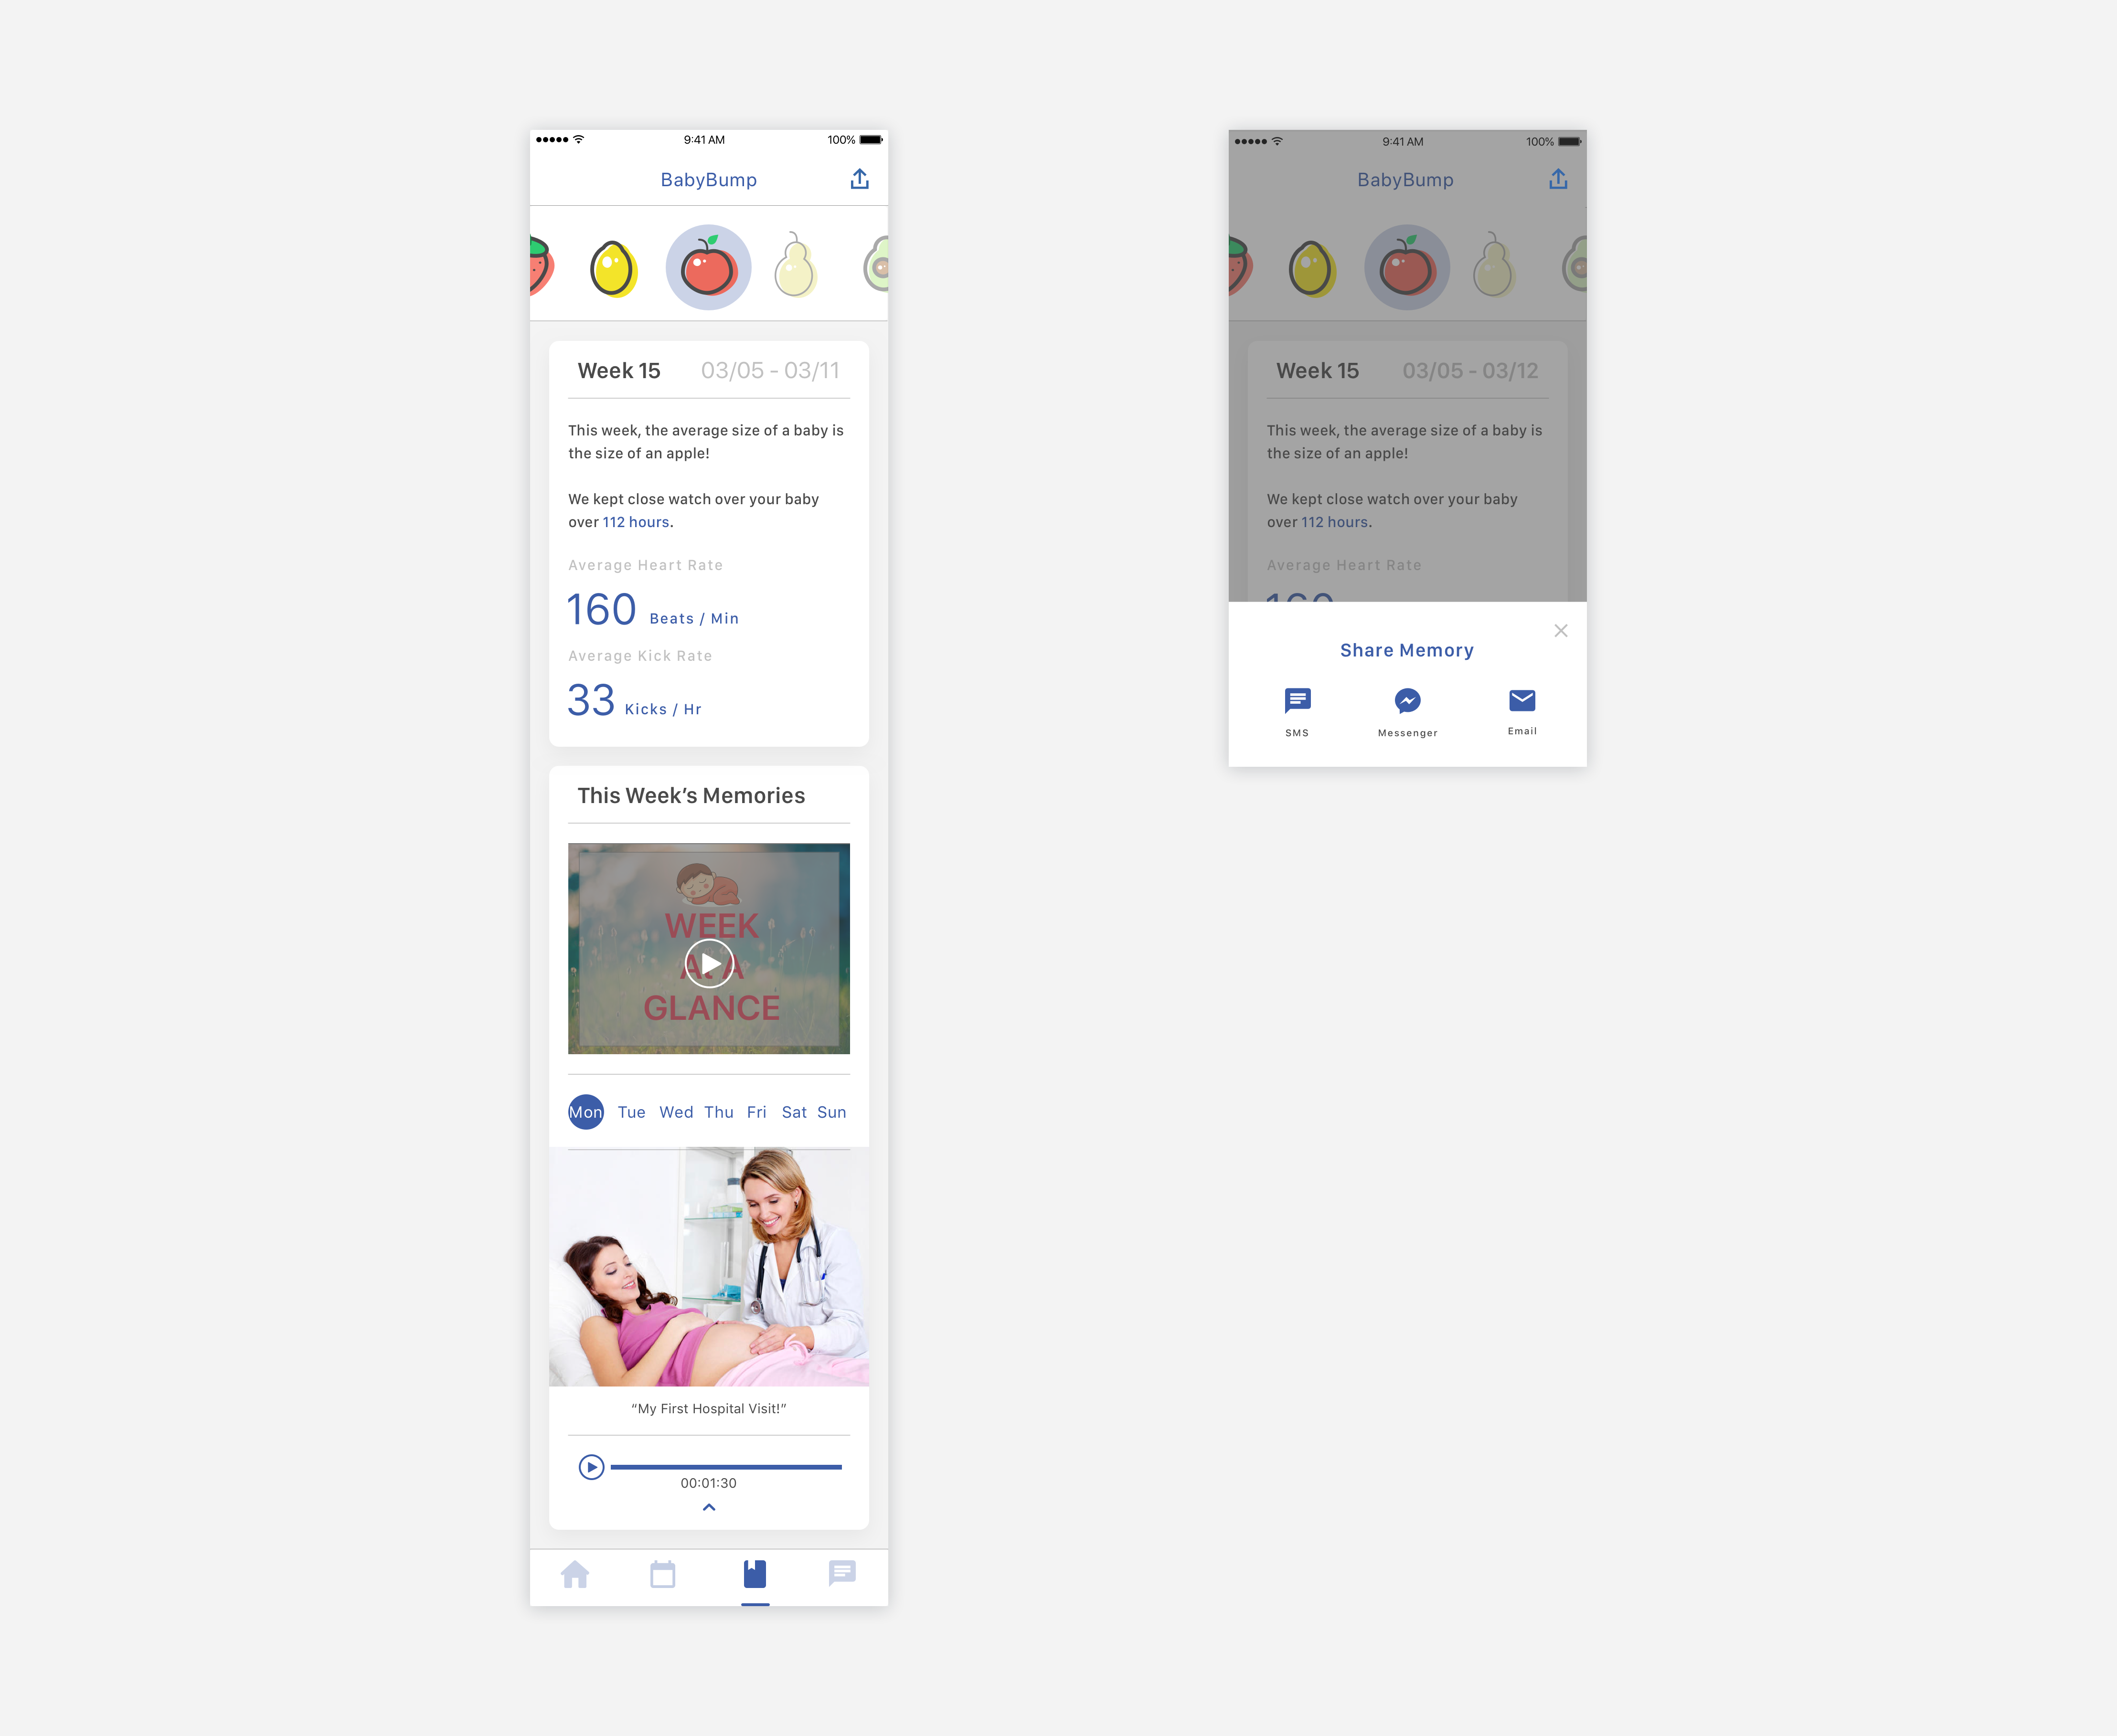 9:41 AM
100%
BabyBump
Week 15
03/05 - 03/11
This week, the average size of a baby is
the size of an apple!
We kept close watch over your baby
over 112 hours.
Average Heart Rate
160 Beats / Min
Average Kick Rate
33 Kicks / Hr
This Week's Memories
WEEK
At A
GLANCE
Mon Tue Wed Thu Fri Sat Sun
“My First Hospital Visit!”
00:01:30
9:41 AM
100%
BabyBump
Week 15
03/05 - 03/12
This week, the average size of a baby is
the size of an apple!
We kept close watch over your baby
over 112 hours.
Average Heart Rate
160
Share Memory
SMS
Messenger
Email